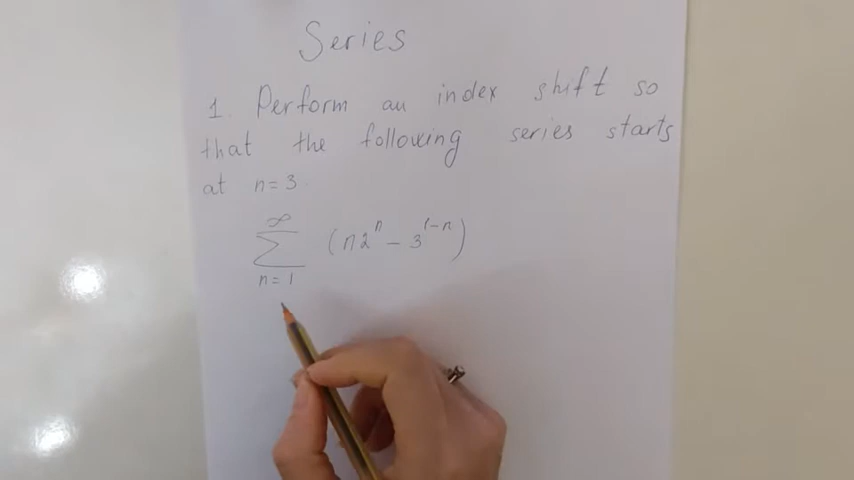 Series
1. Perform an index shift so
that the following series starts
at n=3.
∞
∑ (n2ⁿ − 3¹⁻ⁿ)
n=1